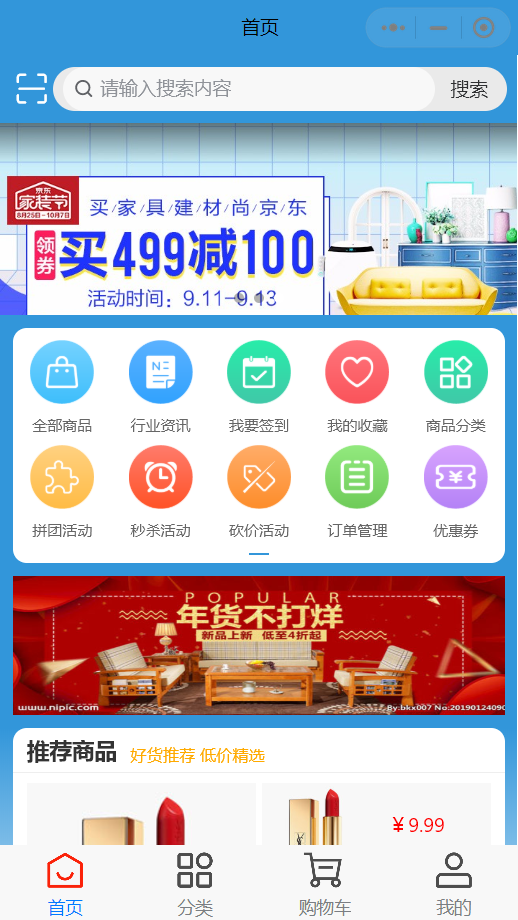 首页
请输入搜索内容 搜索
京东
家装节
8月25日-10月7日
买/家/具/建/材/尚/京/东
领券 买499减100
活动时间：9.11-9.13
全部商品 行业资讯 我要签到 我的收藏 商品分类
拼团活动 秒杀活动 砍价活动 订单管理 优惠券
POPULAR
年货不打烊
新品上新 低至4折起
www.nipic.com By:bkx007 No:20190124090
推荐商品 好货推荐 低价精选
¥ 9.99
首页 分类 购物车 我的